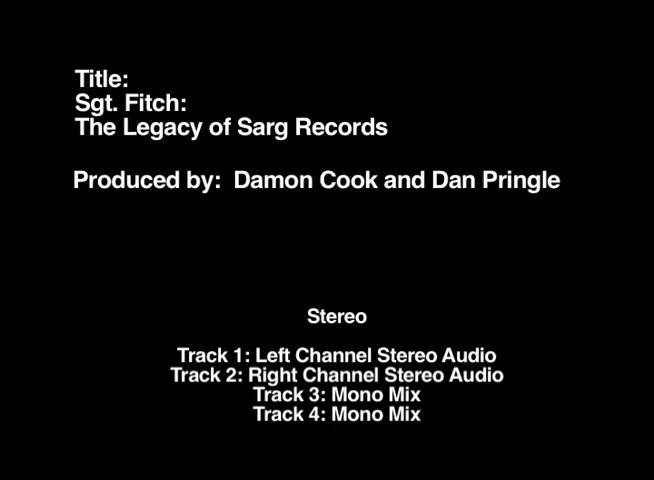 Title:
Sgt. Fitch:
The Legacy of Sarg Records
Produced by:  Damon Cook and Dan Pringle
Stereo
Track 1: Left Channel Stereo Audio
Track 2: Right Channel Stereo Audio
Track 3: Mono Mix
Track 4: Mono Mix